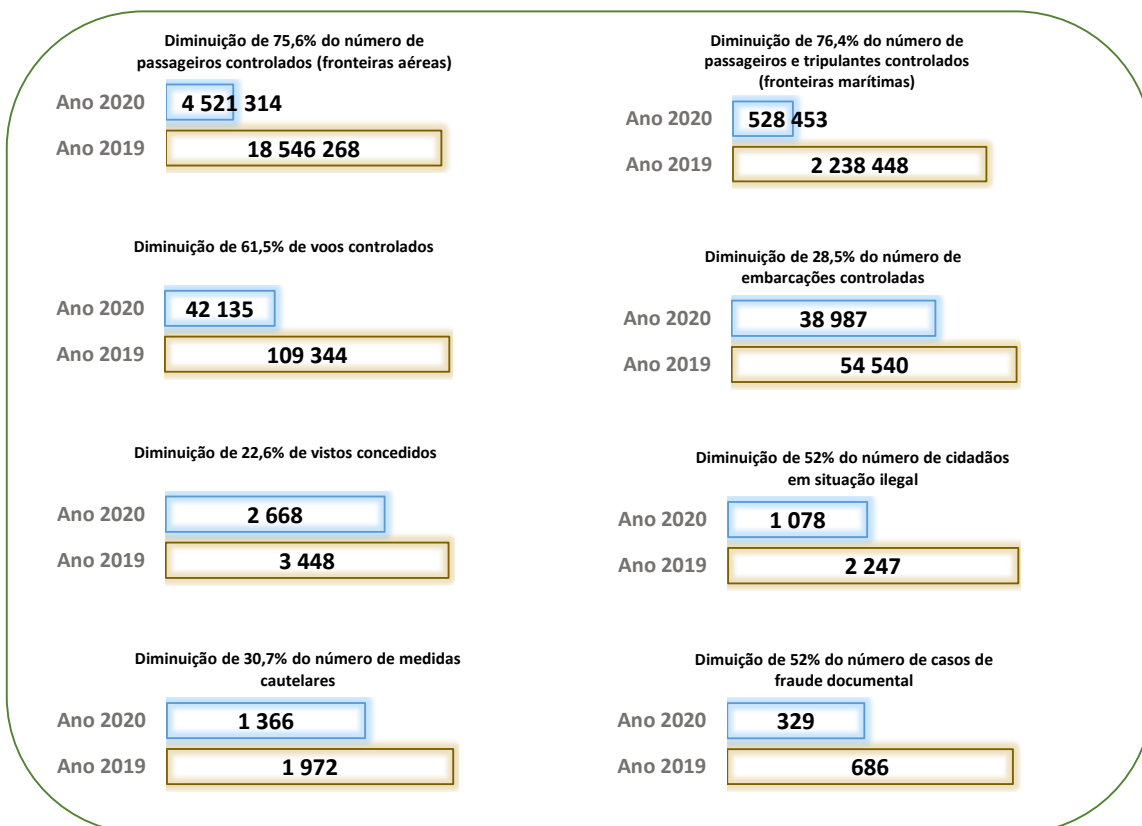 Diminuição de 75,6% do número de
passageiros controlados (fronteiras aéreas)
Ano 2020
4 521 314
Ano 2019
18 546 268
Diminuição de 76,4% do número de
passageiros e tripulantes controlados
(fronteiras marítimas)
Ano 2020
528 453
Ano 2019
2 238 448
Diminuição de 61,5% de voos controlados
Ano 2020
42 135
Ano 2019
109 344
Diminuição de 28,5% do número de
embarcações controladas
Ano 2020
38 987
Ano 2019
54 540
Diminuição de 22,6% de vistos concedidos
Ano 2020
2 668
Ano 2019
3 448
Diminuição de 52% do número de cidadãos
em situação ilegal
Ano 2020
1 078
Ano 2019
2 247
Diminuição de 30,7% do número de medidas
cautelares
Ano 2020
1 366
Ano 2019
1 972
Dimuição de 52% do número de casos de
fraude documental
Ano 2020
329
Ano 2019
686